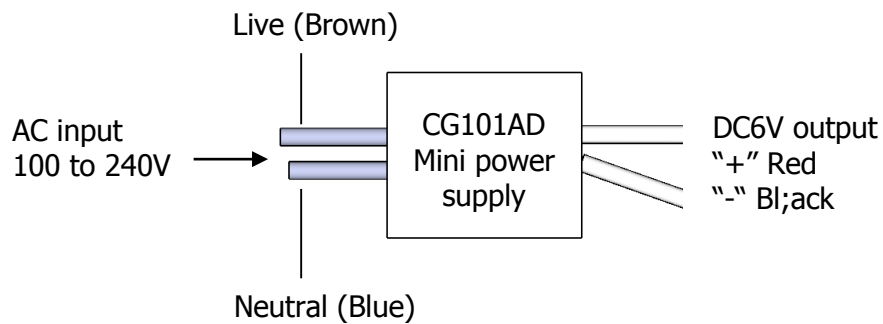 Live (Brown)
AC input
100 to 240V
CG101AD
Mini power
supply
DC6V output
“+” Red
“-“ Bl;ack
Neutral (Blue)